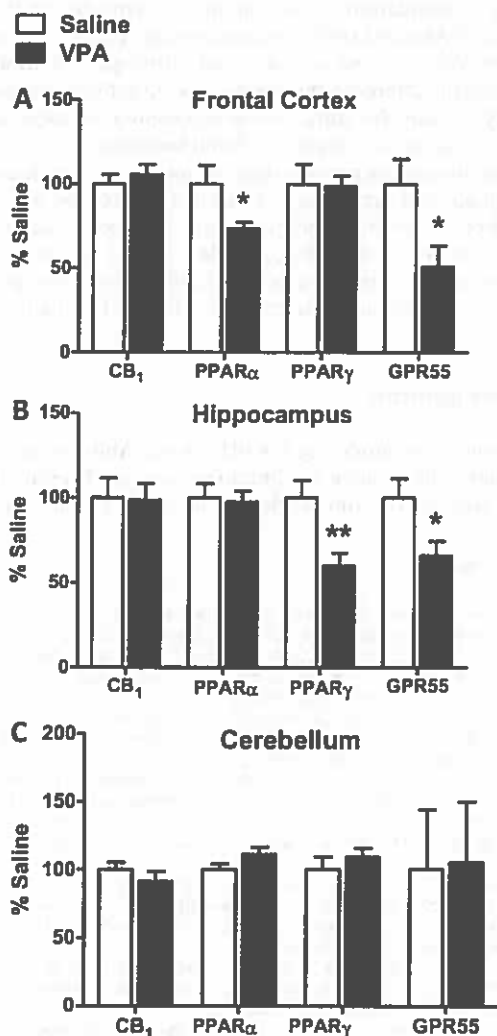 Saline
VPA
A Frontal Cortex
% Saline
150
100
50
0
*
*
CB₁ PPARα PPARγ GPR55
B Hippocampus
% Saline
150
100
50
0
**
*
CB₁ PPARα PPARγ GPR55
C Cerebellum
% Saline
200
150
100
50
0
CB₁ PPARα PPARγ GPR55